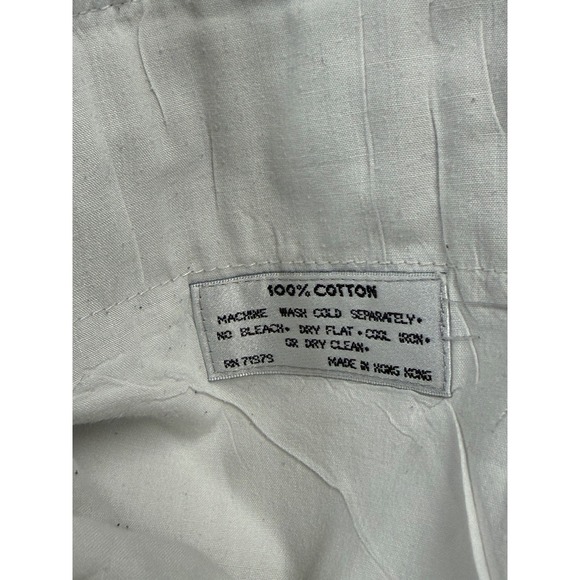 100% COTTON
MACHINE WASH COLD SEPARATELY•
NO BLEACH• DRY FLAT• COOL IRON•
OR DRY CLEAN•
RN MADE IN HONG KONG